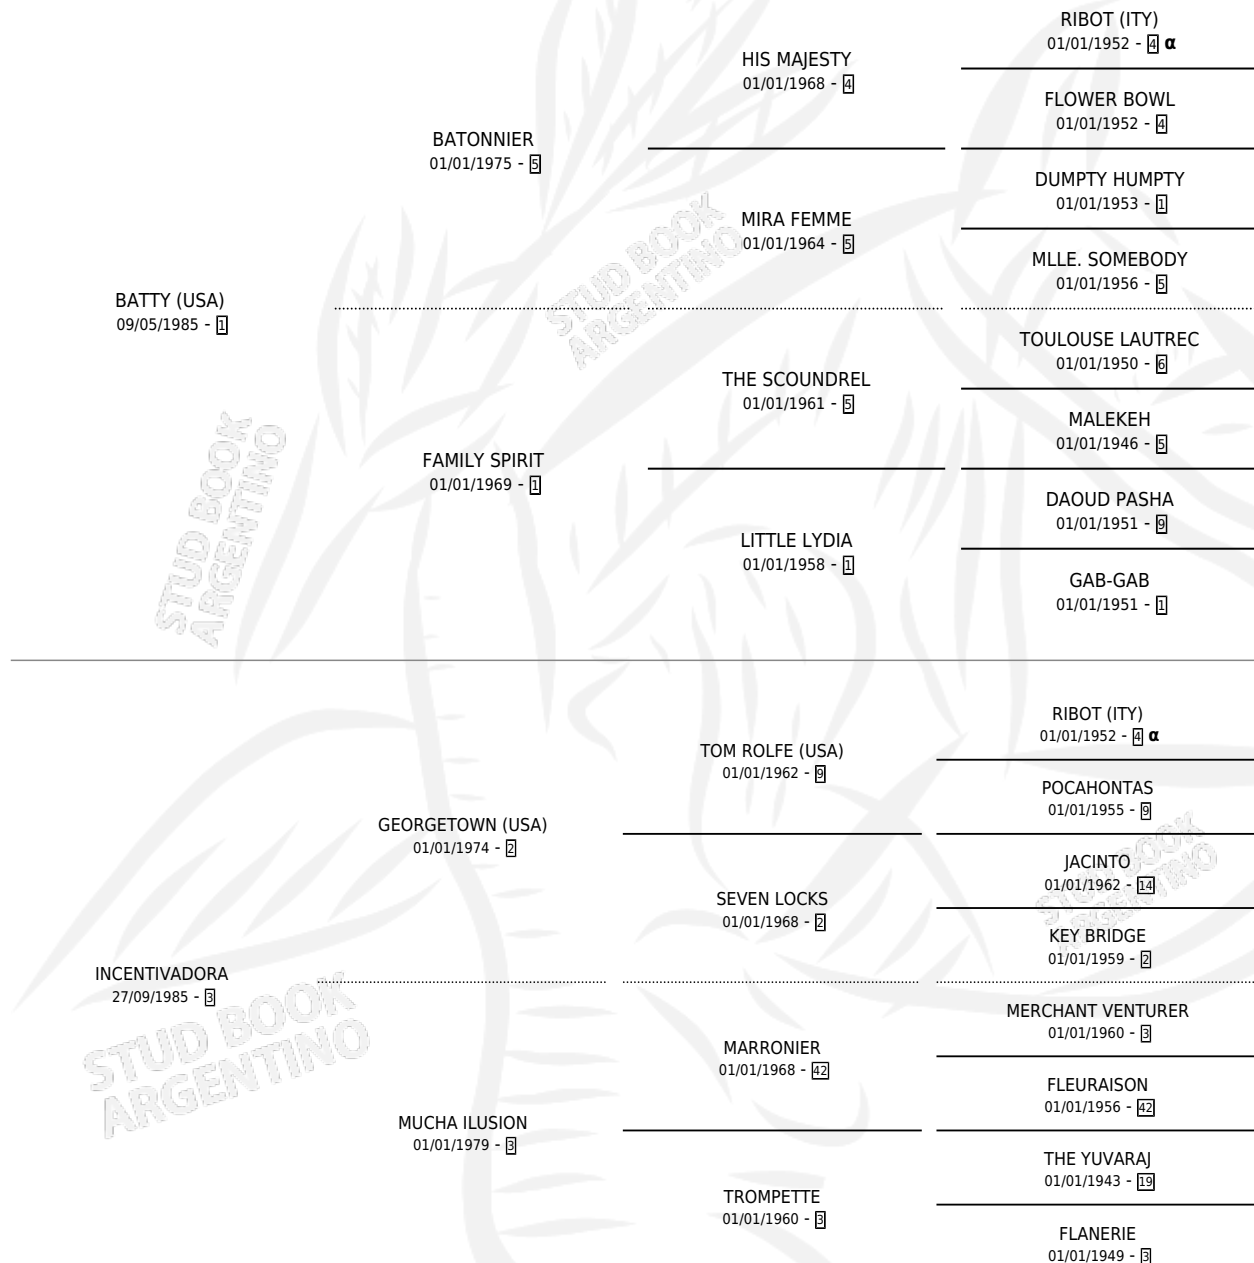 RIBOT (ITY)
01/01/1952 - 4 α
HIS MAJESTY
01/01/1968 - 4
FLOWER BOWL
01/01/1952 - 4
BATONNIER
01/01/1975 - 5
DUMPTY HUMPTY
01/01/1953 - 1
MIRA FEMME
01/01/1964 - 5
MLLE. SOMEBODY
01/01/1956 - 5
STUD BOOK
ARGENTINO
BATTY (USA)
09/05/1985 - 1
TOULOUSE LAUTREC
01/01/1950 - 6
THE SCOUNDREL
01/01/1961 - 5
MALEKEH
01/01/1946 - 5
FAMILY SPIRIT
01/01/1969 - 1
DAOUD PASHA
01/01/1951 - 9
LITTLE LYDIA
01/01/1958 - 1
GAB-GAB
01/01/1951 - 1
STUD BOOK
ARGENTINO
RIBOT (ITY)
01/01/1952 - 4 α
TOM ROLFE (USA)
01/01/1962 - 9
POCAHONTAS
01/01/1955 - 9
GEORGETOWN (USA)
01/01/1974 - 2
JACINTO
01/01/1962 - 14
STUD BOOK
ARGENTINO
SEVEN LOCKS
01/01/1968 - 2
KEY BRIDGE
01/01/1959 - 2
INCENTIVADORA
27/09/1985 - 3
STUD BOOK
ARGENTINO
MERCHANT VENTURER
01/01/1960 - 3
MARRONIER
01/01/1968 - 42
FLEURAISON
01/01/1956 - 42
MUCHA ILUSION
01/01/1979 - 3
THE YUVARAJ
01/01/1943 - 19
TROMPETTE
01/01/1960 - 3
FLANERIE
01/01/1949 - 3